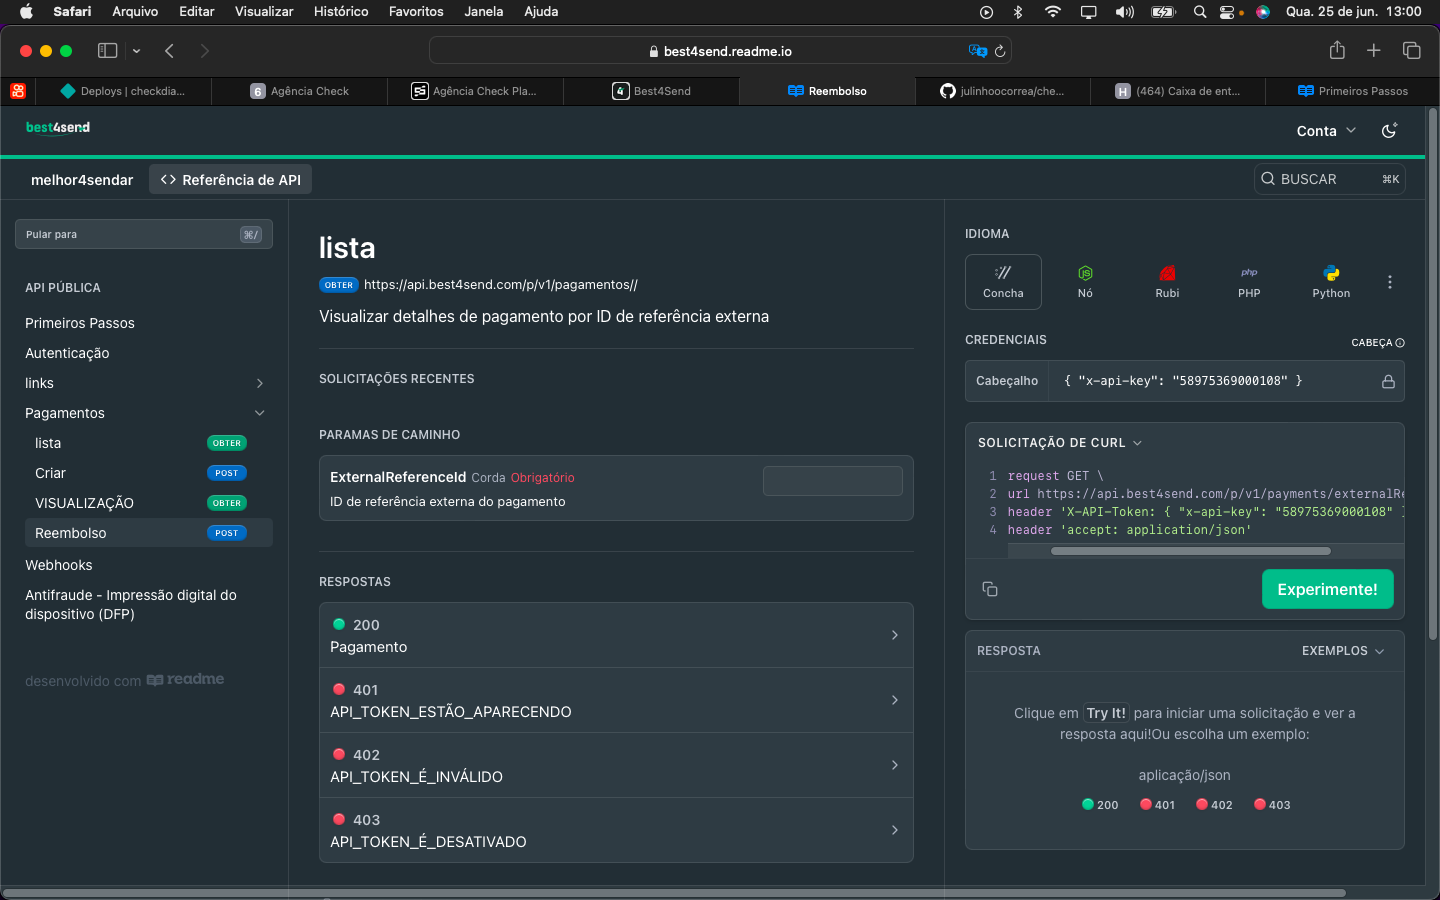 Safari Arquivo Editar Visualizar Histórico Favoritos Janela Ajuda Qua. 25 de jun. 13:00
best4send.readme.io
Deploys | checkdia...
6 Agência Check
Agência Check Pla...
4 Best4Send
Reembolso
julinhoocorrea/che...
H (464) Caixa de ent...
Primeiros Passos
best4send
Conta
melhor4sendar
<> Referência de API
BUSCAR ⌘K
Pular para ⌘/
API PÚBLICA
Primeiros Passos
Autenticação
links
Pagamentos
lista OBTER
Criar POST
VISUALIZAÇÃO OBTER
Reembolso POST
Webhooks
Antifraude - Impressão digital do
dispositivo (DFP)
desenvolvido com readme
lista
OBTER https://api.best4send.com/p/v1/pagamentos//
Visualizar detalhes de pagamento por ID de referência externa
SOLICITAÇÕES RECENTES
PARAMAS DE CAMINHO
ExternalReferenceId Corda Obrigatório
ID de referência externa do pagamento
RESPOSTAS
200
Pagamento
401
API_TOKEN_ESTÃO_APARECENDO
402
API_TOKEN_É_INVÁLIDO
403
API_TOKEN_É_DESATIVADO
IDIOMA
Concha
Nó
Rubi
php
PHP
Python
CREDENCIAIS
CABEÇA
Cabeçalho { "x-api-key": "58975369000108" }
SOLICITAÇÃO DE CURL
1 request GET \
2 url https://api.best4send.com/p/v1/payments/externalRe
3 header 'X-API-Token: { "x-api-key": "58975369000108" }
4 header 'accept: application/json'
Experimente!
RESPOSTA
EXEMPLOS
Clique em Try It! para iniciar uma solicitação e ver a
resposta aqui!Ou escolha um exemplo:
aplicação/json
200 401 402 403